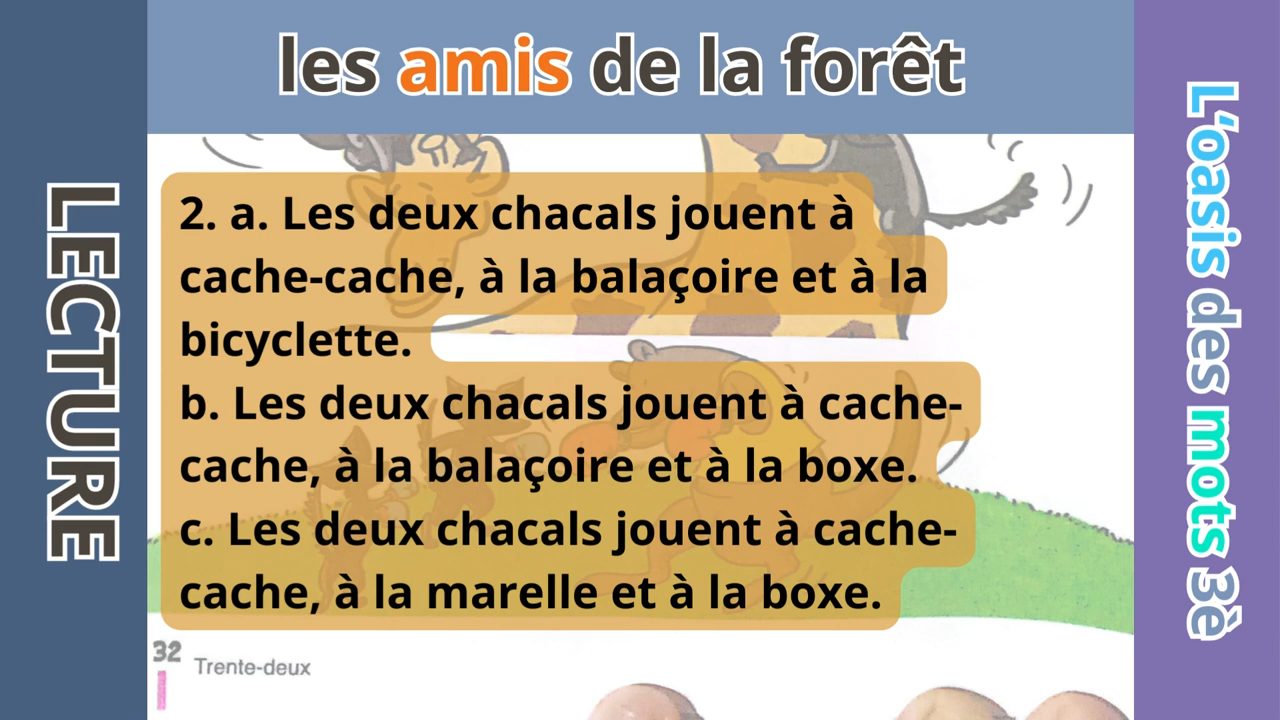 les amis de la forêt
LECTURE
2. a. Les deux chacals jouent à
cache-cache, à la balaçoire et à la
bicyclette.
b. Les deux chacals jouent à cache-
cache, à la balaçoire et à la boxe.
c. Les deux chacals jouent à cache-
cache, à la marelle et à la boxe.
32
Trente-deux
L'oasis des mots 3è